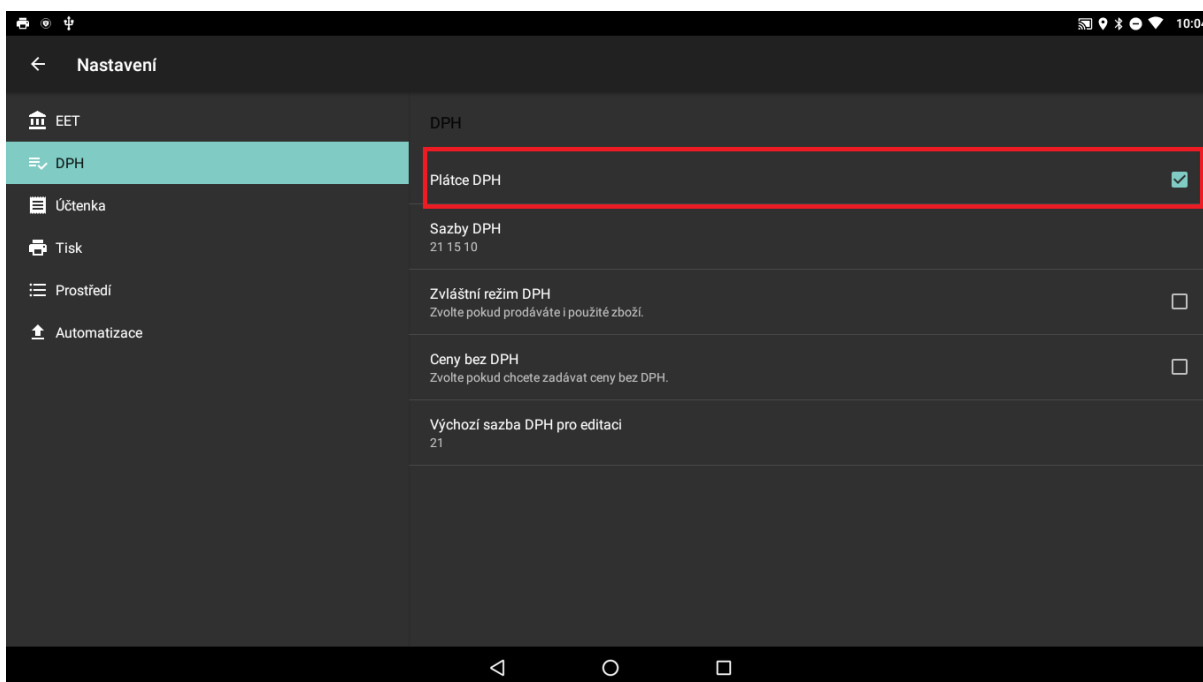 10:04
Nastavení
EET
DPH
Účtenka
Tisk
Prostředí
Automatizace
DPH
Plátce DPH
Sazby DPH
21 15 10
Zvláštní režim DPH
Zvolte pokud prodáváte i použité zboží.
Ceny bez DPH
Zvolte pokud chcete zadávat ceny bez DPH.
Výchozí sazba DPH pro editaci
21